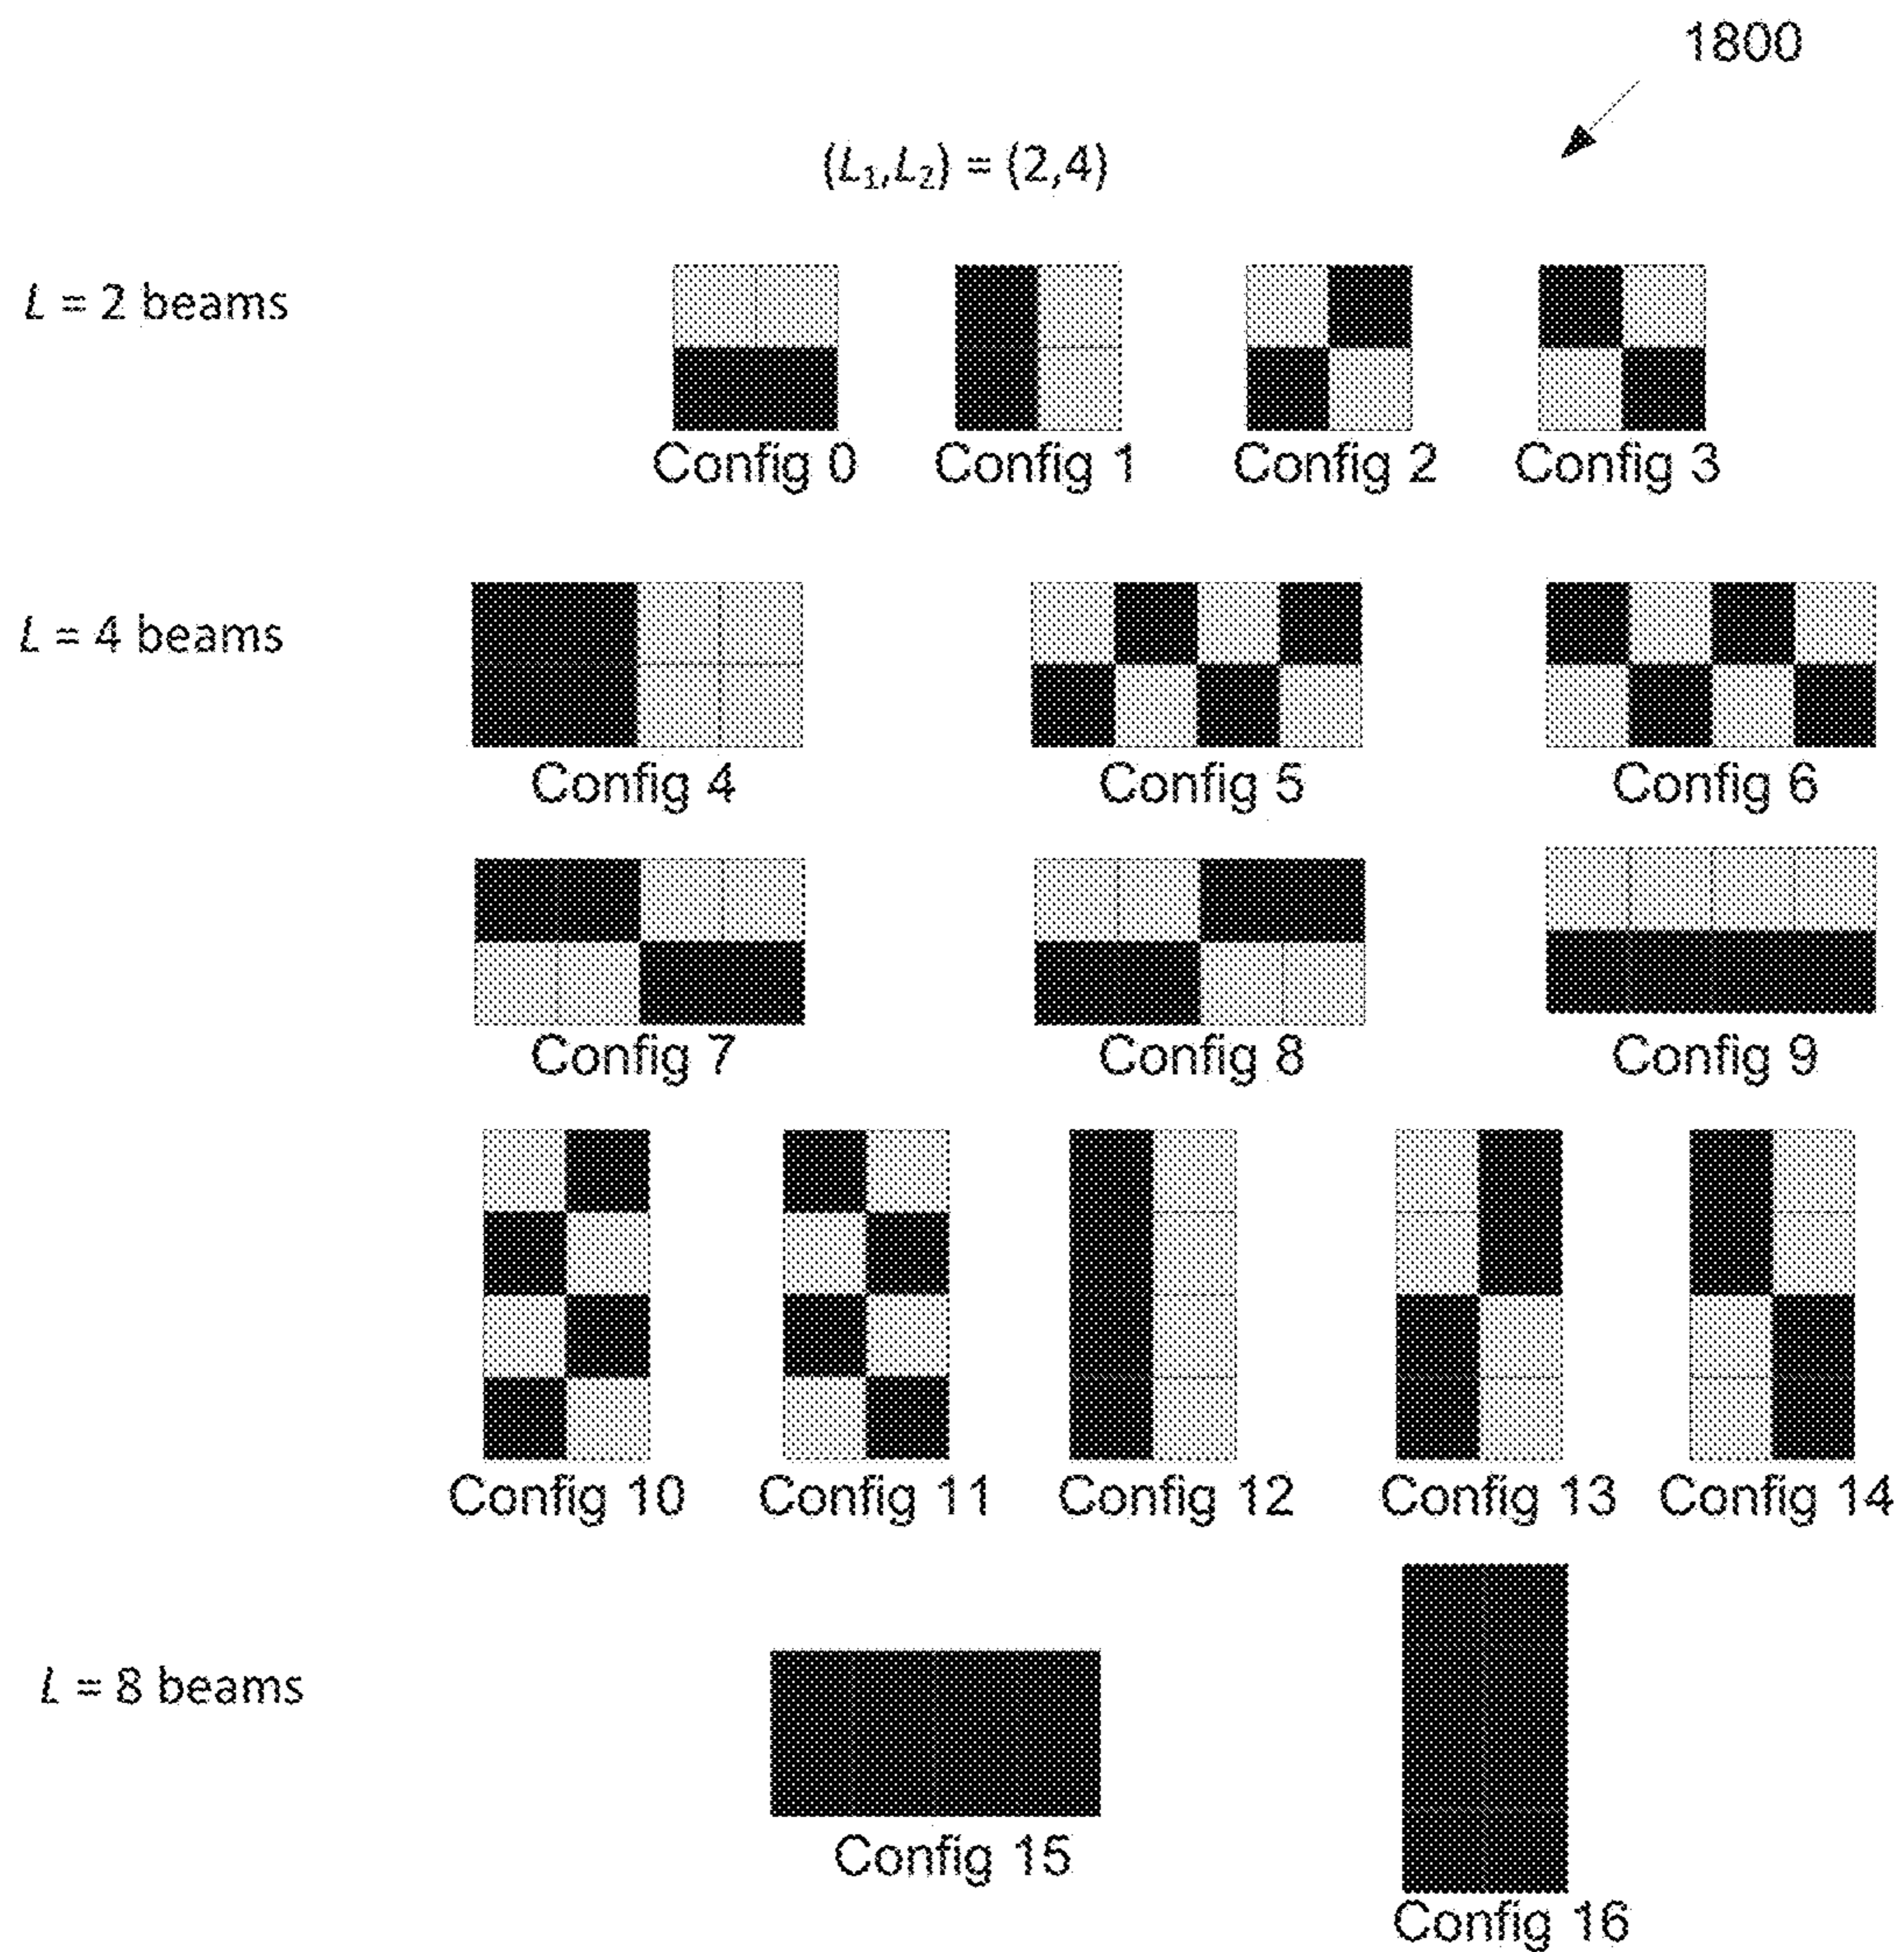 1800
(L₁,L₂) = (2,4)
L = 2 beams
Config 0
Config 1
Config 2
Config 3
L = 4 beams
Config 4
Config 5
Config 6
Config 7
Config 8
Config 9
Config 10
Config 11
Config 12
Config 13
Config 14
L = 8 beams
Config 15
Config 16